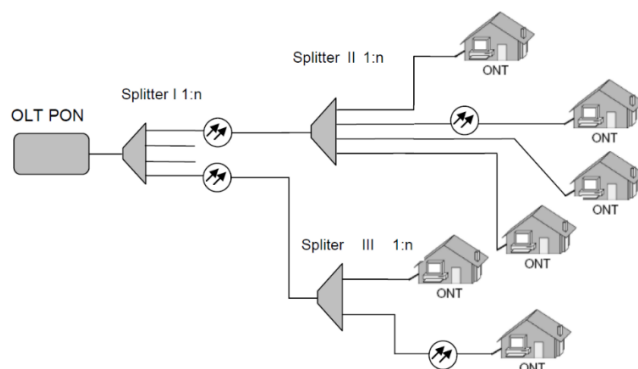 Splitter II 1:n
ONT
Splitter I 1:n
OLT PON
ONT
ONT
ONT
Spliter III 1:n
ONT
ONT